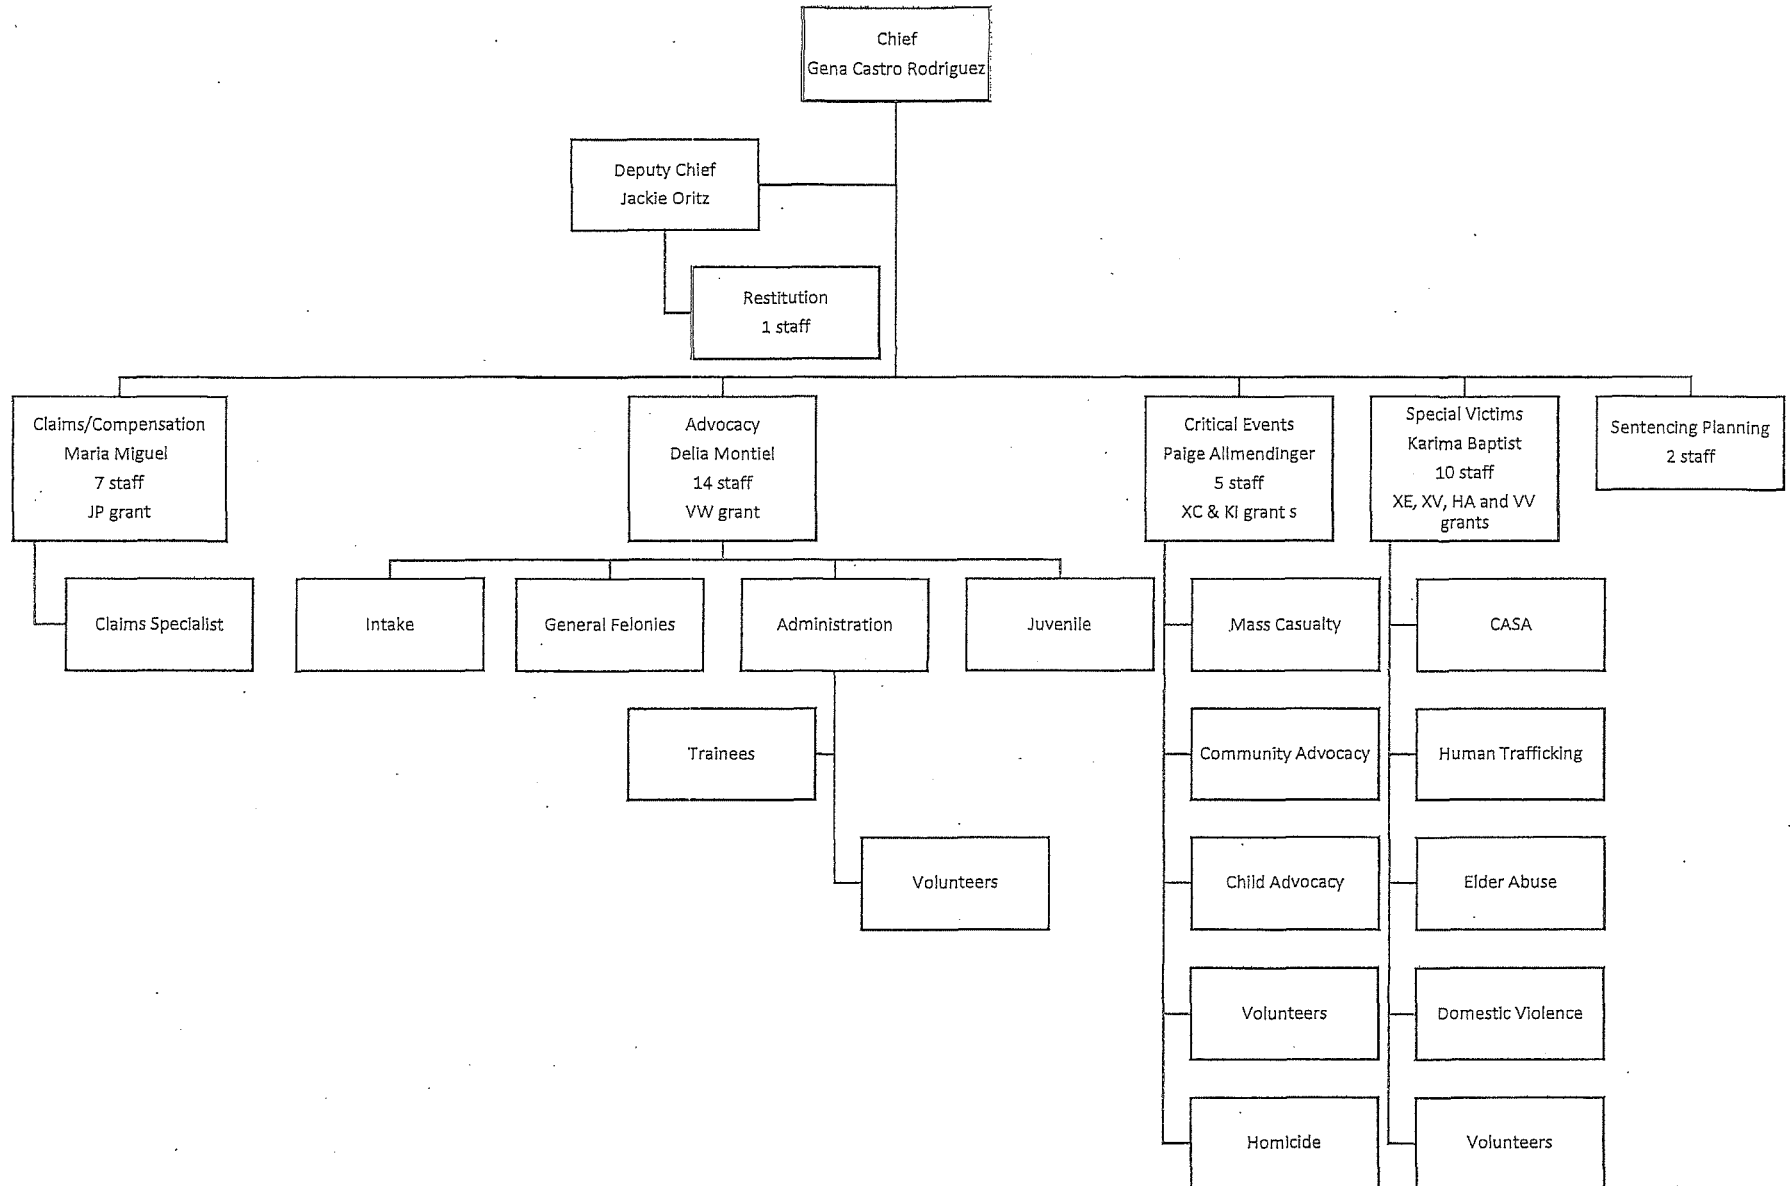 Chief
Gena Castro Rodriguez
Deputy Chief
Jackie Oritz
Restitution
1 staff
Claims/Compensation
Maria Miguel
7 staff
JP grant
Advocacy
Delia Montiel
14 staff
VW grant
Critical Events
Paige Allmendinger
5 staff
XC & KI grant s
Special Victims
Karima Baptist
10 staff
XE, XV, HA and VV
grants
Sentencing Planning
2 staff
Claims Specialist
Intake
General Felonies
Administration
Juvenile
Mass Casualty
CASA
Trainees
Community Advocacy
Human Trafficking
Volunteers
Child Advocacy
Elder Abuse
Volunteers
Domestic Violence
Homicide
Volunteers